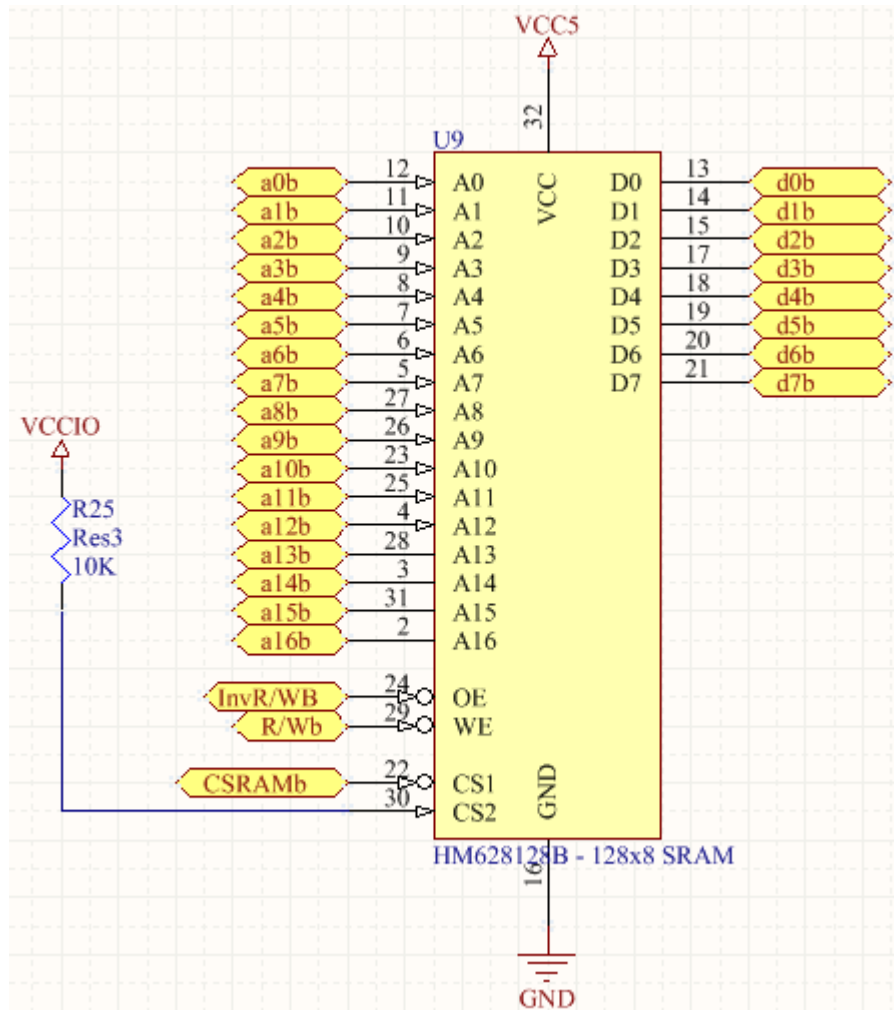 VCC5
32
U9
a0b 12 A0 VCC D0 13 d0b
a1b 11 A1 D1 14 d1b
a2b 10 A2 D2 15 d2b
a3b 9 A3 D3 17 d3b
a4b 8 A4 D4 18 d4b
a5b 7 A5 D5 19 d5b
a6b 6 A6 D6 20 d6b
a7b 5 A7 D7 21 d7b
a8b 27 A8
VCCIO
a9b 26 A9
a10b 23 A10
a11b 25 A11
R25
a12b 4 A12
Res3
a13b 28 A13
10K
a14b 3 A14
a15b 31 A15
a16b 2 A16
InvR/WB 24 OE
R/Wb 29 WE
CSRAMb 22 CS1 GND
30 CS2
HM628128B - 128x8 SRAM
16
GND